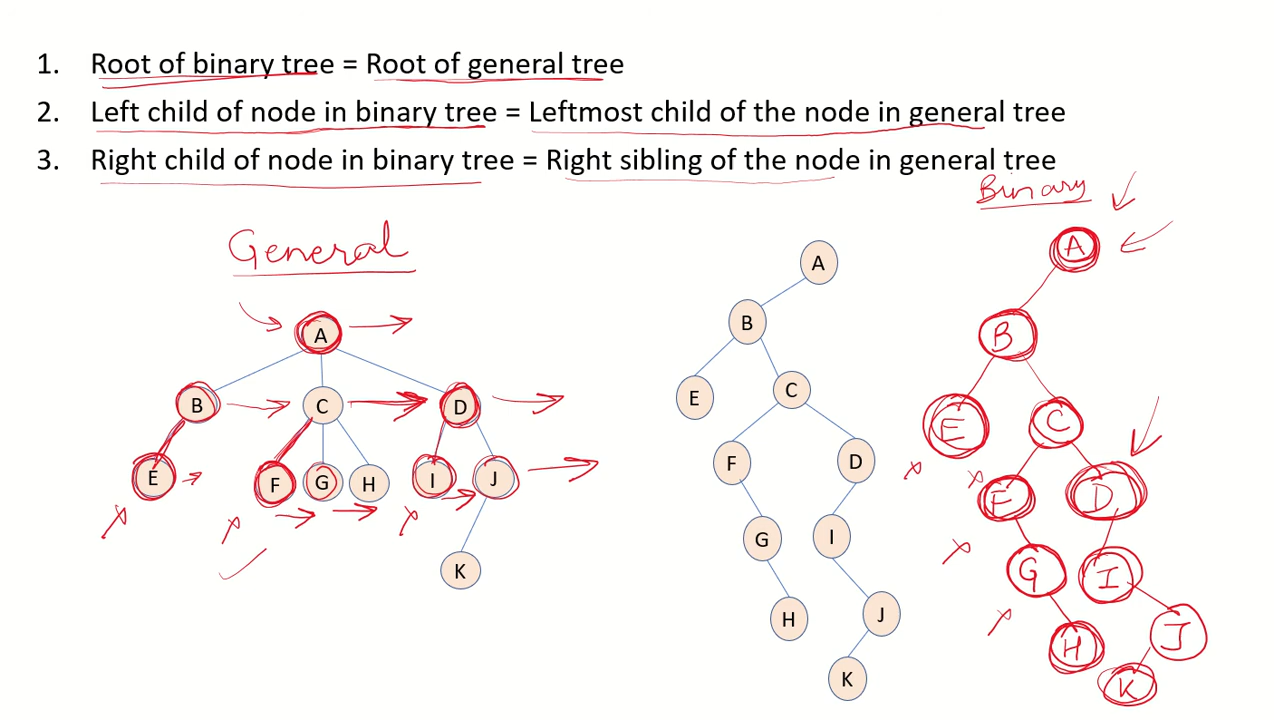 1. Root of binary tree = Root of general tree
2. Left child of node in binary tree = Leftmost child of the node in general tree
3. Right child of node in binary tree = Right sibling of the node in general tree
Binary
General
A
B C D
E F G H I J
K
A
B
E C
F D
G I
H J
K
A
B
E C
F D
G I
H J
K